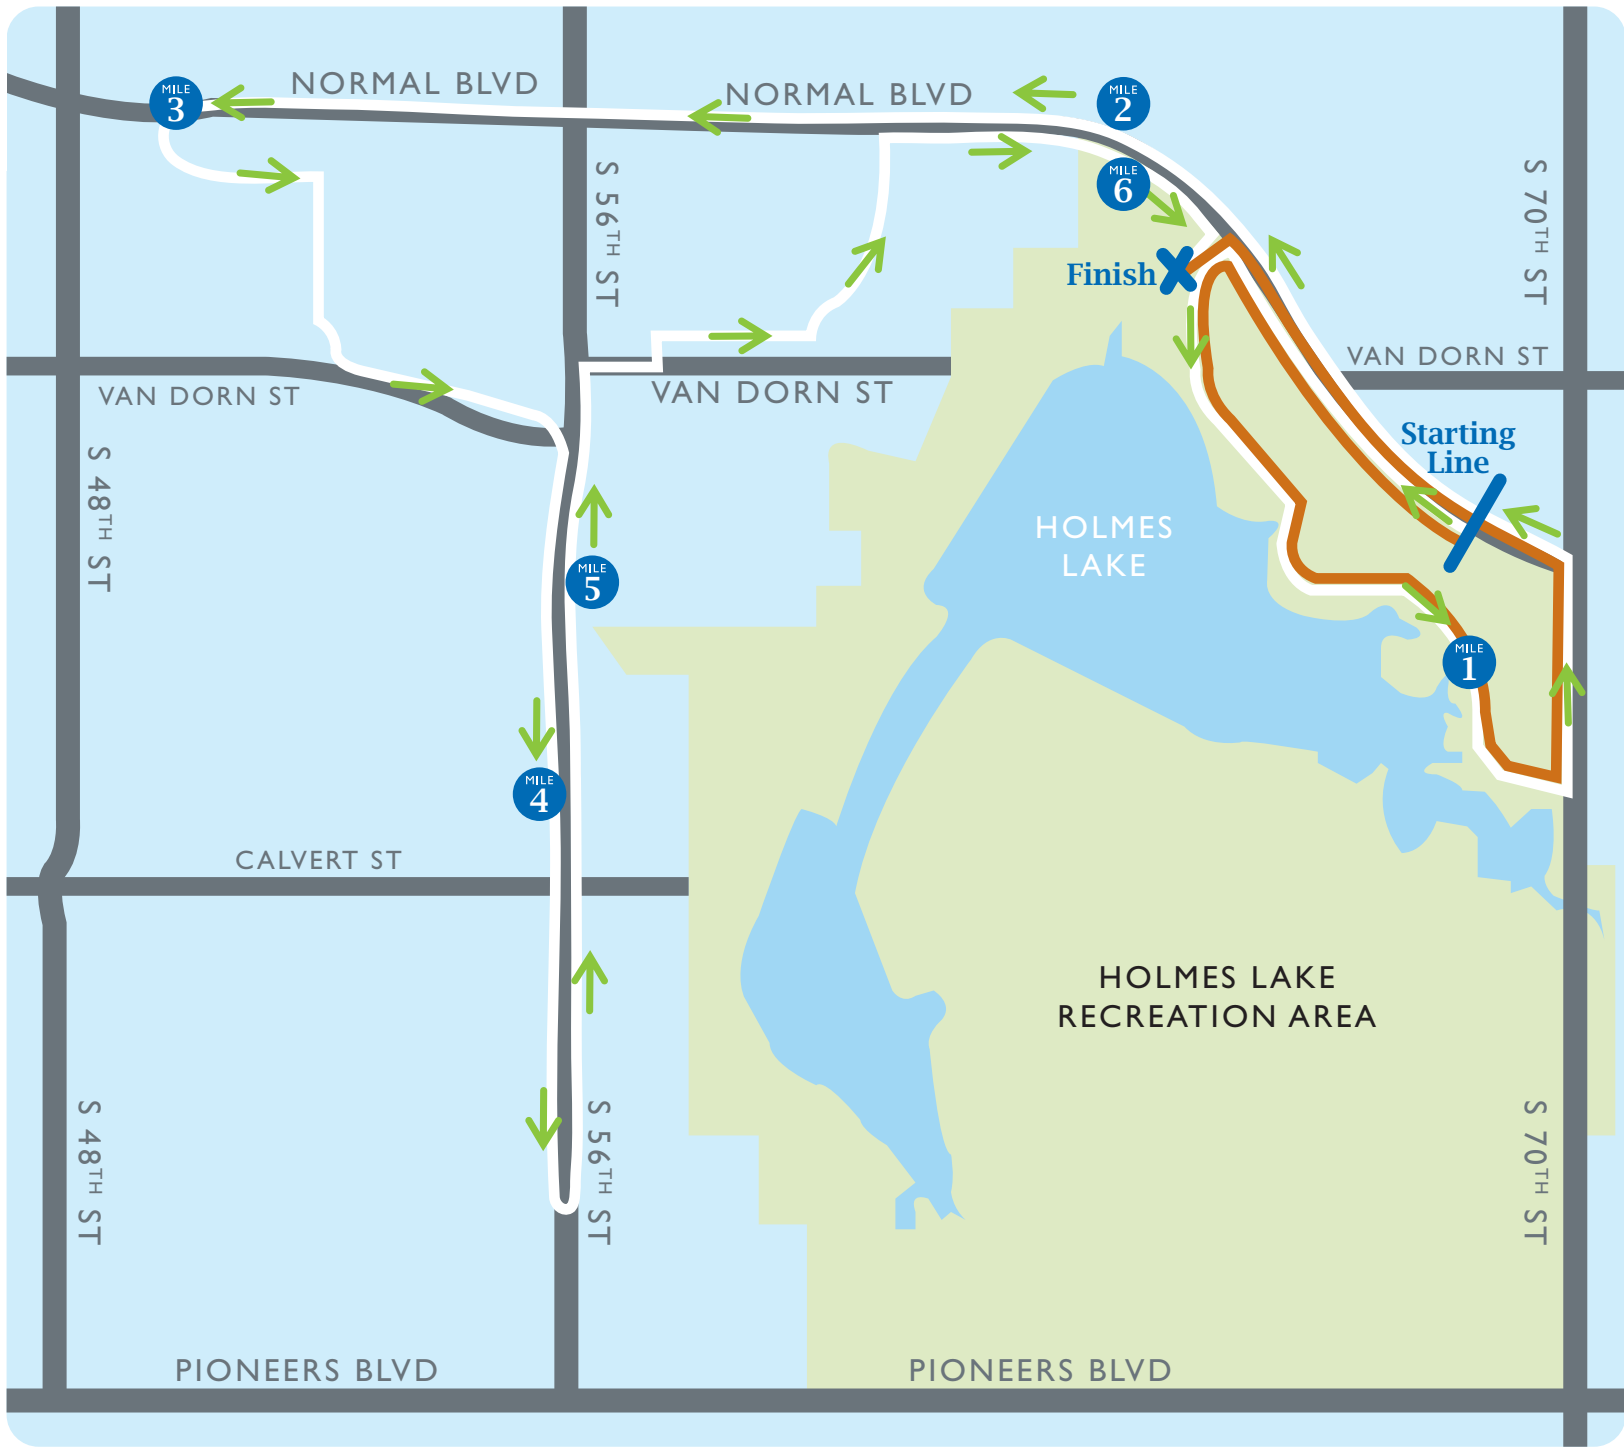 NORMAL BLVD
NORMAL BLVD
MILE
3
MILE
2
MILE
6
S 56TH ST
S 70TH ST
Finish
VAN DORN ST
VAN DORN ST
VAN DORN ST
Starting
Line
S 48TH ST
HOLMES
LAKE
MILE
5
MILE
1
MILE
4
CALVERT ST
HOLMES LAKE
RECREATION AREA
S 48TH ST
S 56TH ST
S 70TH ST
PIONEERS BLVD
PIONEERS BLVD